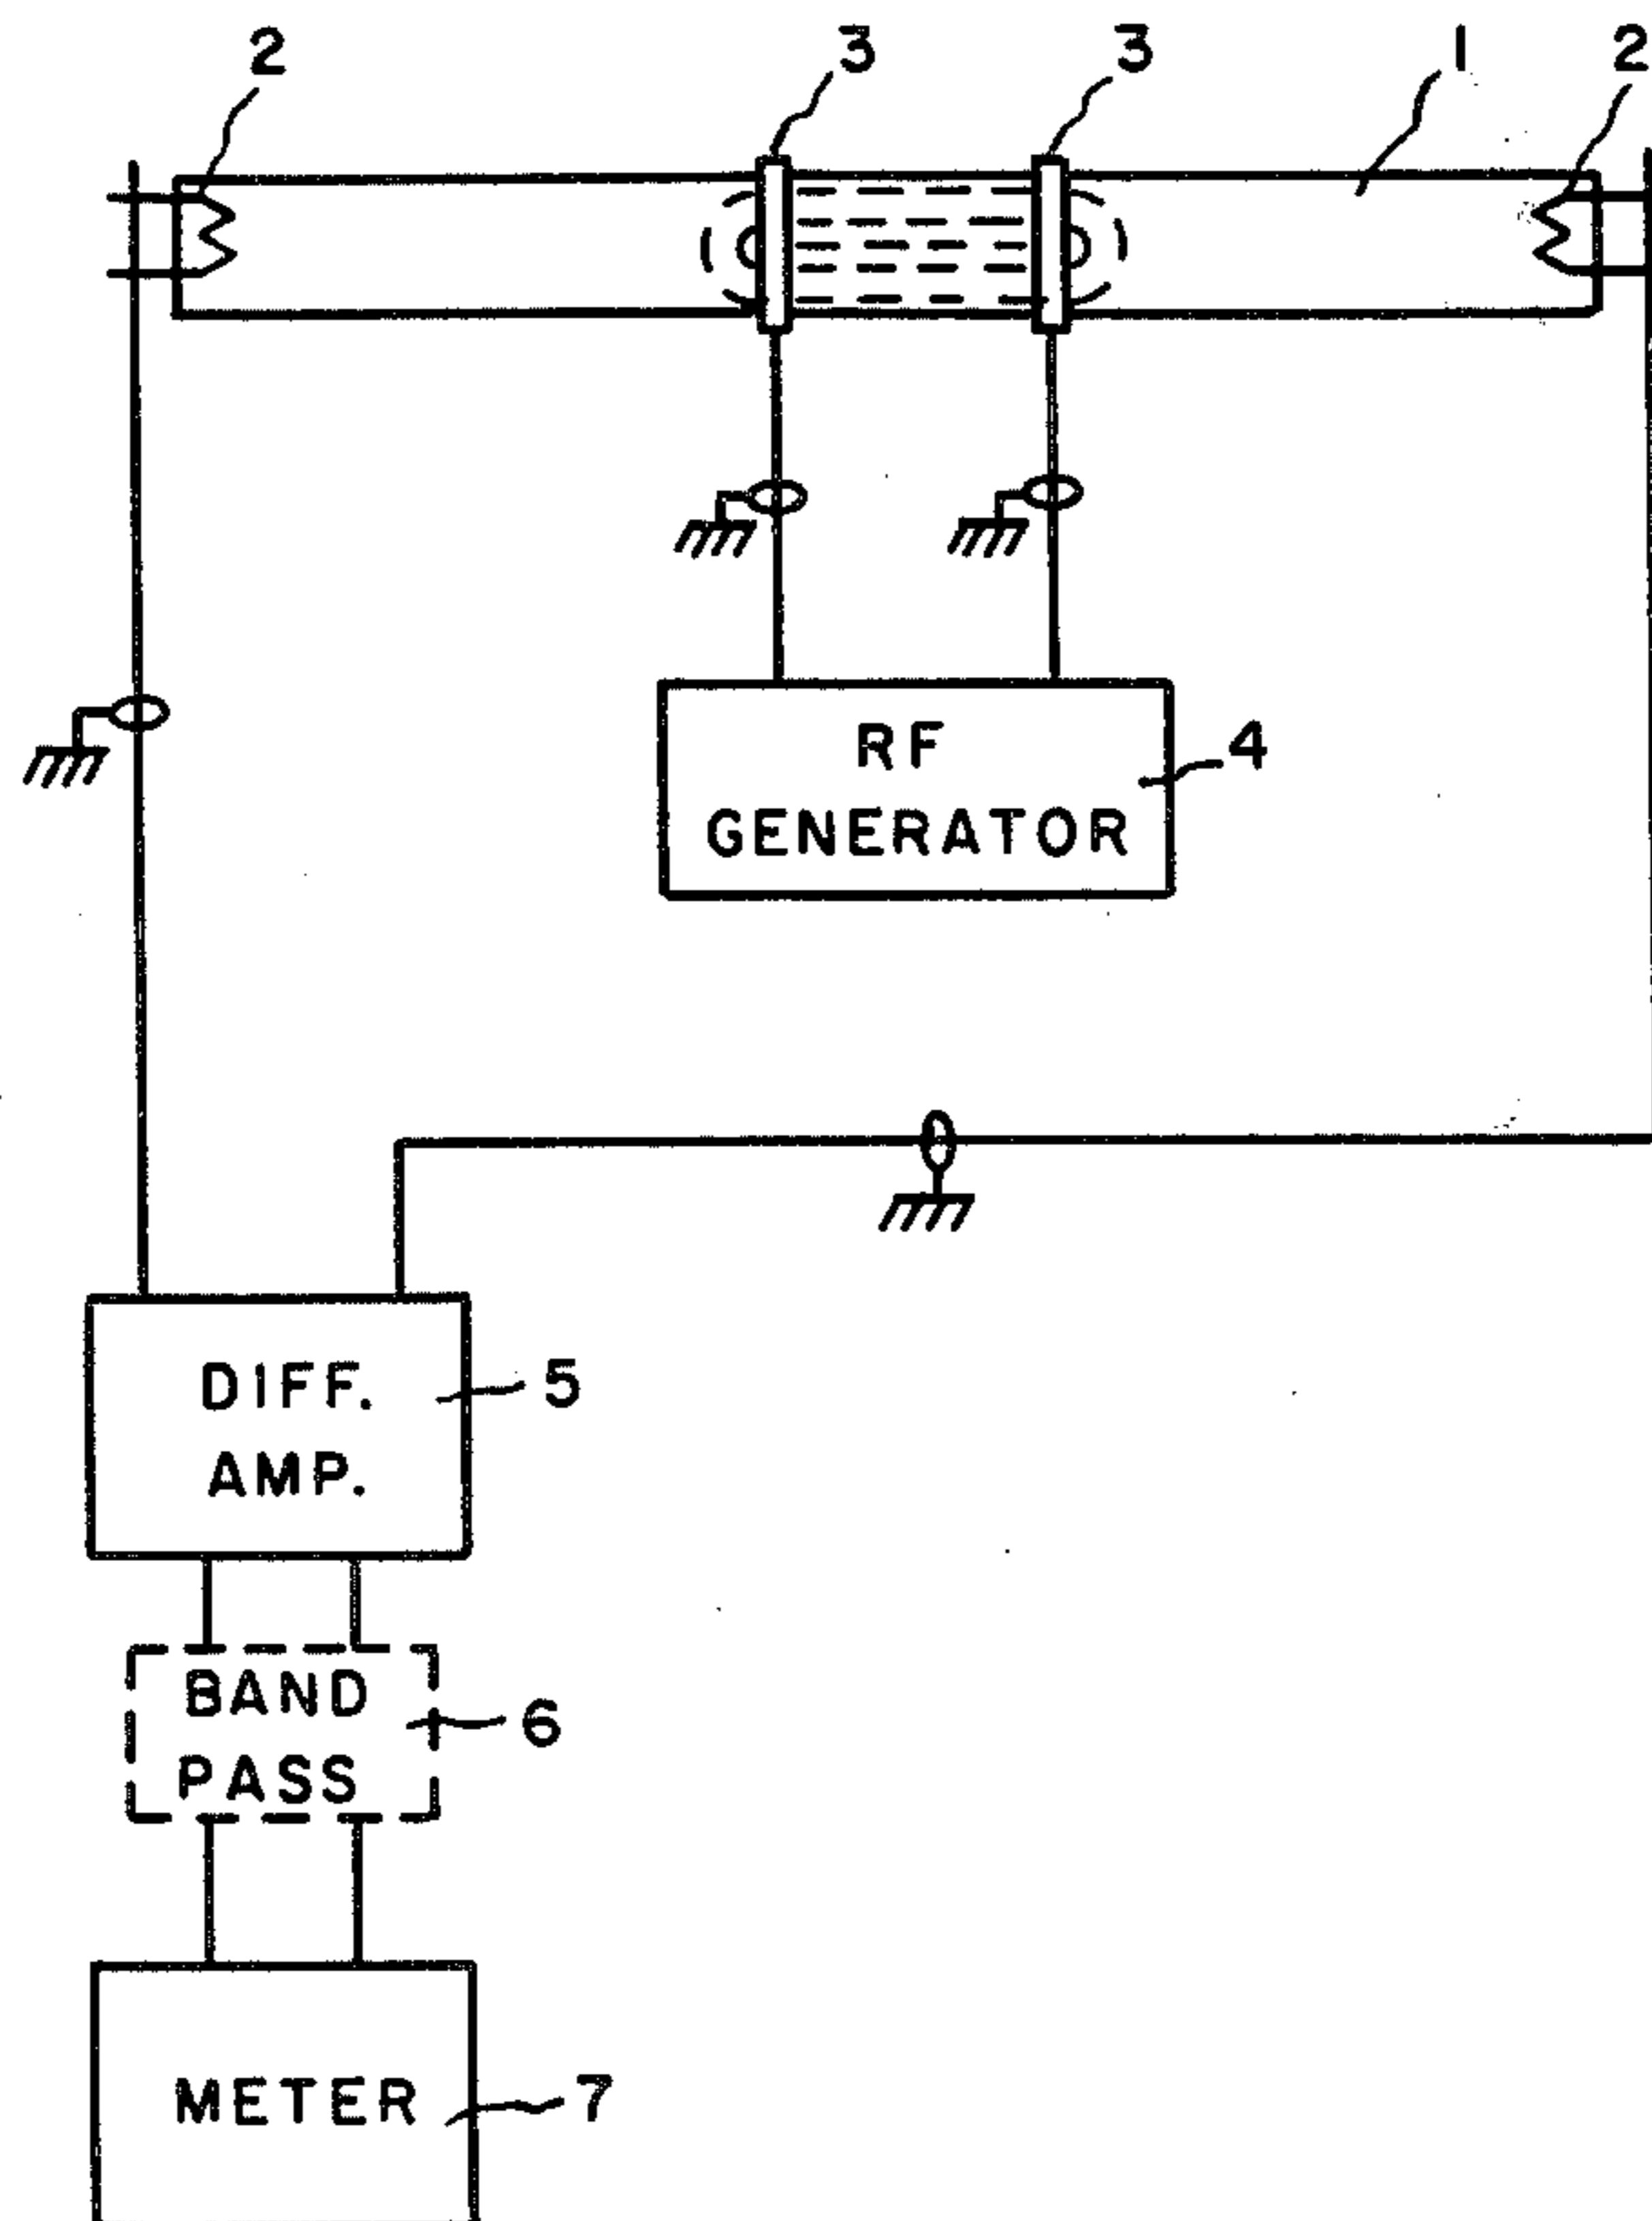 2 3 3 1 2
RF
GENERATOR
4
DIFF.
AMP.
5
BAND
PASS
6
METER
7